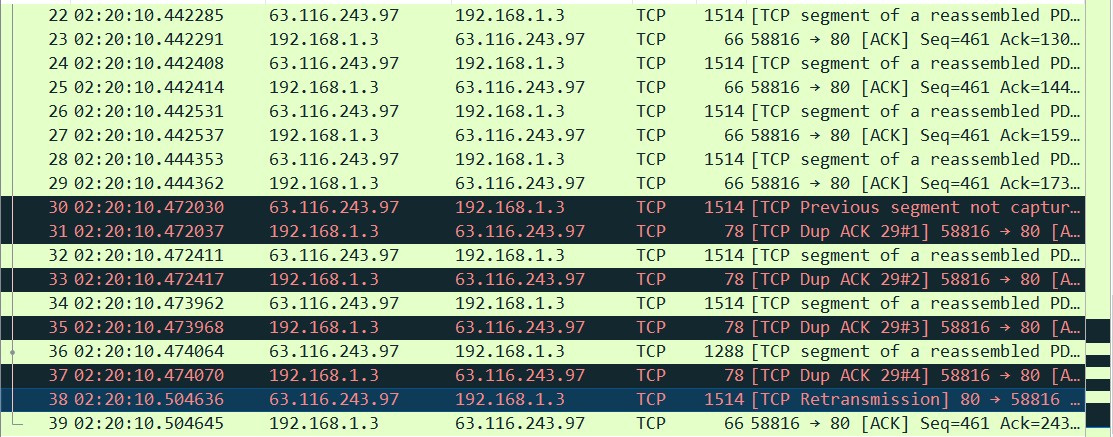 22 02:20:10.442285 63.116.243.97 192.168.1.3 TCP 1514 [TCP segment of a reassembled PD…
23 02:20:10.442291 192.168.1.3 63.116.243.97 TCP 66 58816 → 80 [ACK] Seq=461 Ack=130…
24 02:20:10.442408 63.116.243.97 192.168.1.3 TCP 1514 [TCP segment of a reassembled PD…
25 02:20:10.442414 192.168.1.3 63.116.243.97 TCP 66 58816 → 80 [ACK] Seq=461 Ack=144…
26 02:20:10.442531 63.116.243.97 192.168.1.3 TCP 1514 [TCP segment of a reassembled PD…
27 02:20:10.442537 192.168.1.3 63.116.243.97 TCP 66 58816 → 80 [ACK] Seq=461 Ack=159…
28 02:20:10.444353 63.116.243.97 192.168.1.3 TCP 1514 [TCP segment of a reassembled PD…
29 02:20:10.444362 192.168.1.3 63.116.243.97 TCP 66 58816 → 80 [ACK] Seq=461 Ack=173…
30 02:20:10.472030 63.116.243.97 192.168.1.3 TCP 1514 [TCP Previous segment not captur…
31 02:20:10.472037 192.168.1.3 63.116.243.97 TCP 78 [TCP Dup ACK 29#1] 58816 → 80 [A…
32 02:20:10.472411 63.116.243.97 192.168.1.3 TCP 1514 [TCP segment of a reassembled PD…
33 02:20:10.472417 192.168.1.3 63.116.243.97 TCP 78 [TCP Dup ACK 29#2] 58816 → 80 [A…
34 02:20:10.473962 63.116.243.97 192.168.1.3 TCP 1514 [TCP segment of a reassembled PD…
35 02:20:10.473968 192.168.1.3 63.116.243.97 TCP 78 [TCP Dup ACK 29#3] 58816 → 80 [A…
36 02:20:10.474064 63.116.243.97 192.168.1.3 TCP 1288 [TCP segment of a reassembled PD…
37 02:20:10.474070 192.168.1.3 63.116.243.97 TCP 78 [TCP Dup ACK 29#4] 58816 → 80 [A…
38 02:20:10.504636 63.116.243.97 192.168.1.3 TCP 1514 [TCP Retransmission] 80 → 58816 …
39 02:20:10.504645 192.168.1.3 63.116.243.97 TCP 66 58816 → 80 [ACK] Seq=461 Ack=243…